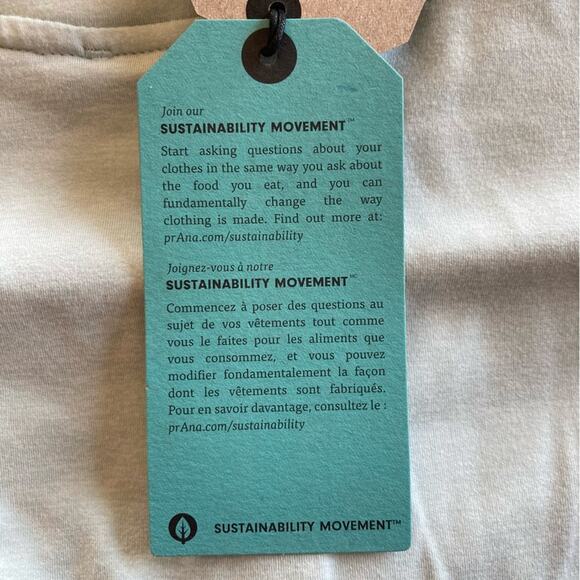 Join our
SUSTAINABILITY MOVEMENT™
Start asking questions about your
clothes in the same way you ask about
the food you eat, and you can
fundamentally change the way
clothing is made. Find out more at:
prAna.com/sustainability
Joignez-vous à notre
SUSTAINABILITY MOVEMENT MC
Commencez à poser des questions au
sujet de vos vêtements tout comme
vous le faites pour les aliments que
vous consommez, et vous pouvez
modifier fondamentalement la façon
dont les vêtements sont fabriqués.
Pour en savoir davantage, consultez le :
prAna.com/sustainability
SUSTAINABILITY MOVEMENT™